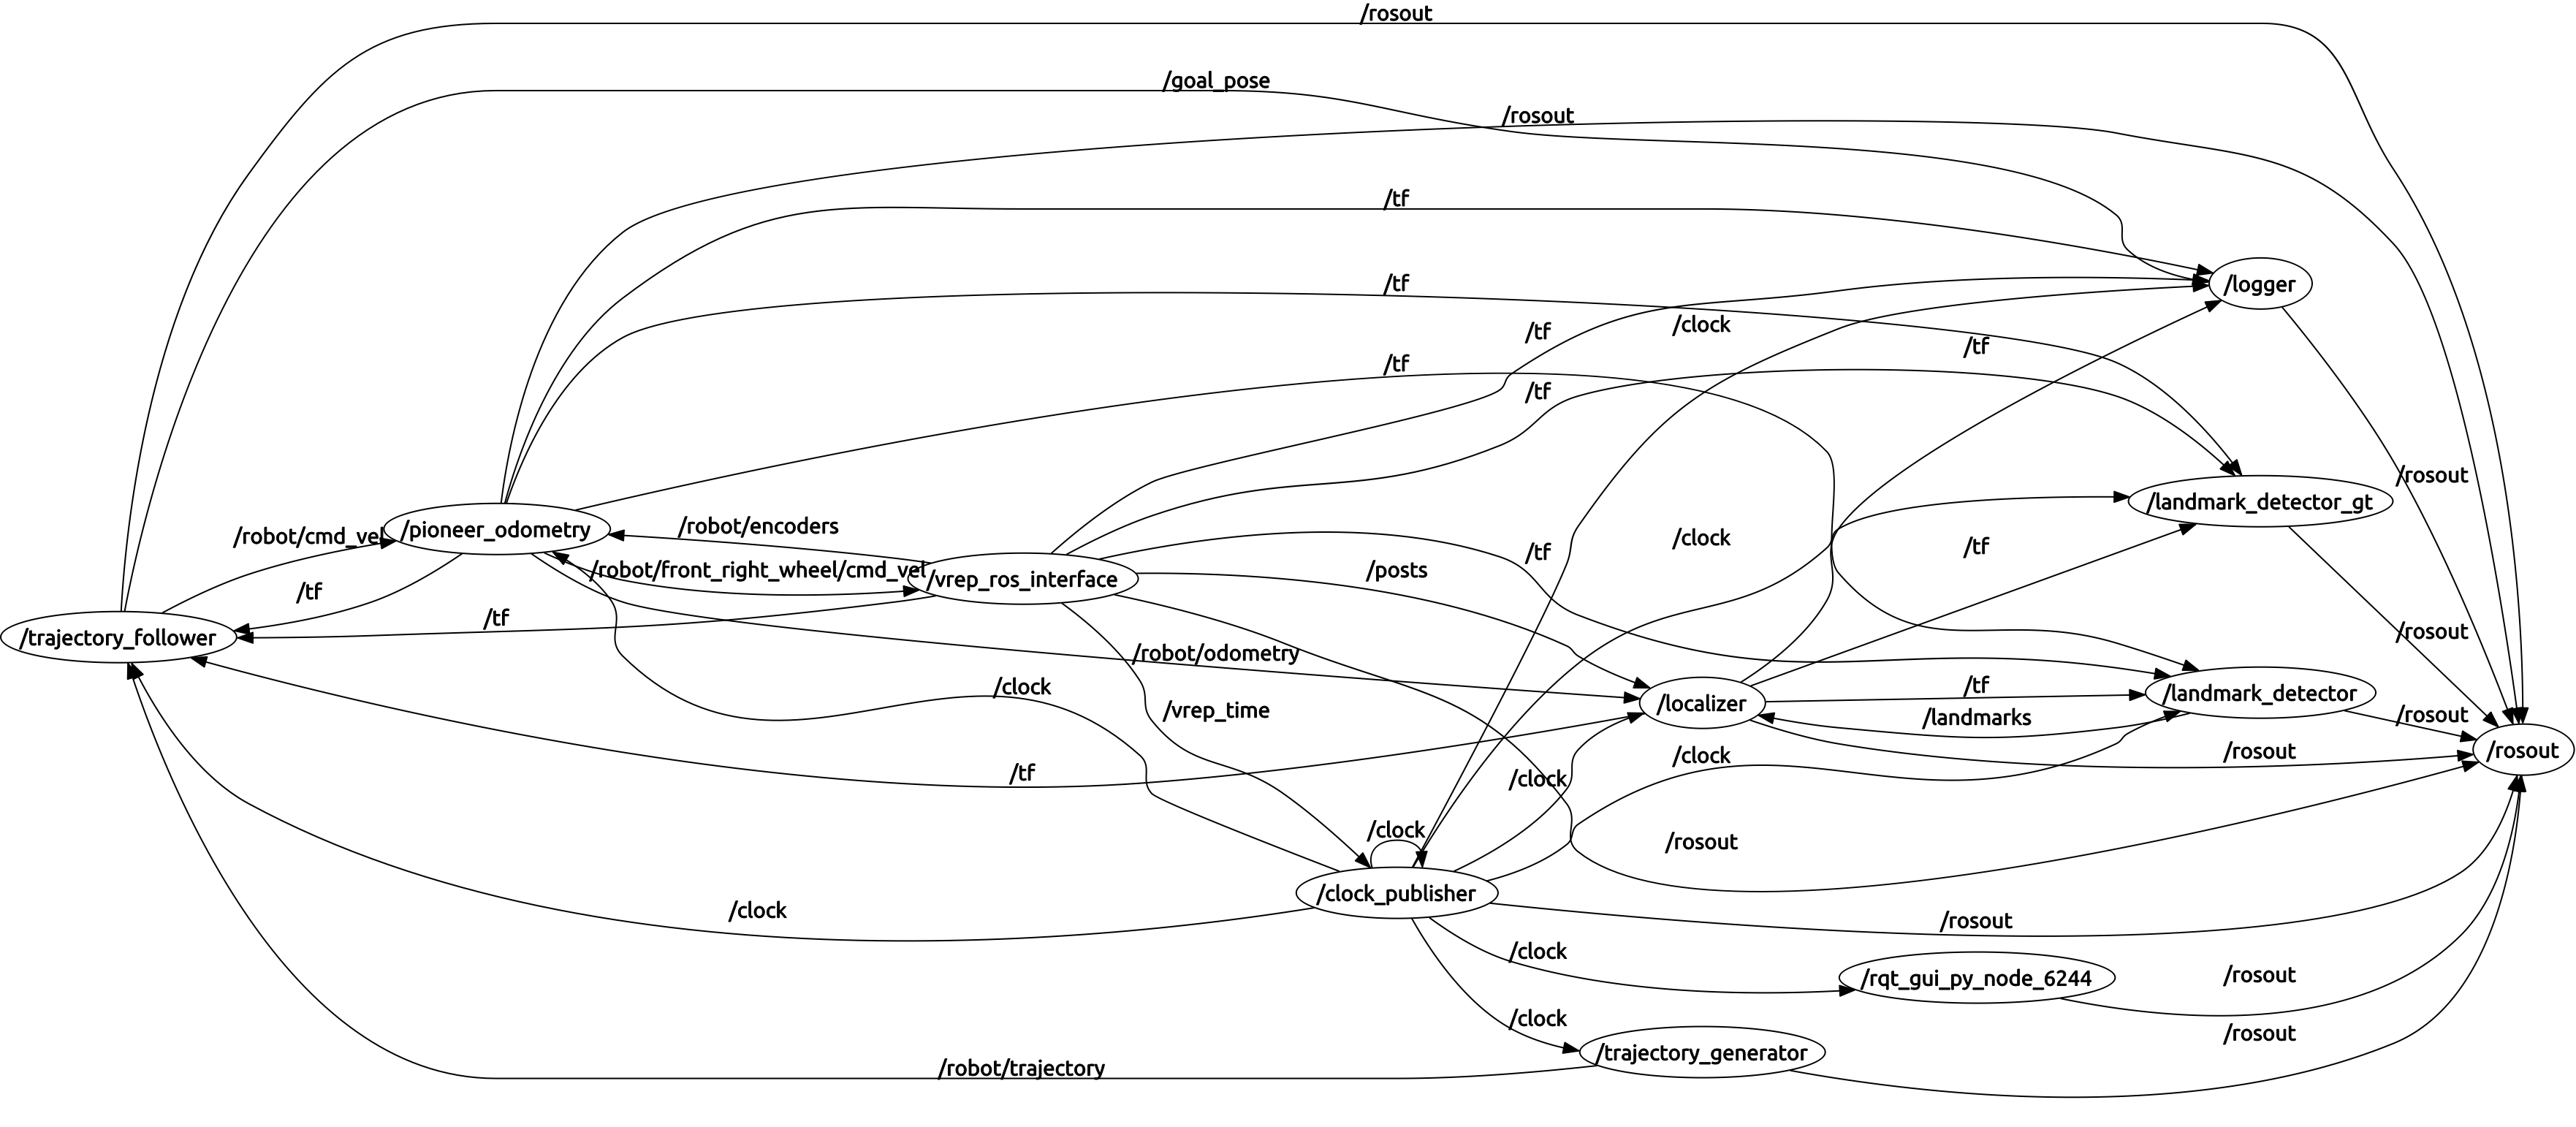 /rosout
/goal_pose
/rosout
/tf
/tf
/logger
/clock
/tf
/tf
/tf
/tf
/rosout
/landmark_detector_gt
/robot/encoders
/pioneer_odometry
/robot/cmd_vel
/clock
/tf
/tf
/posts
/robot/front_right_wheel/cmd_vel
/vrep_ros_interface
/tf
/tf
/rosout
/trajectory_follower
/robot/odometry
/clock
/tf
/landmark_detector
/localizer
/vrep_time
/rosout
/landmarks
/rosout
/rosout
/clock
/tf
/clock
/clock
/rosout
/clock_publisher
/clock
/rosout
/clock
/rosout
/rqt_gui_py_node_6244
/clock
/rosout
/trajectory_generator
/robot/trajectory